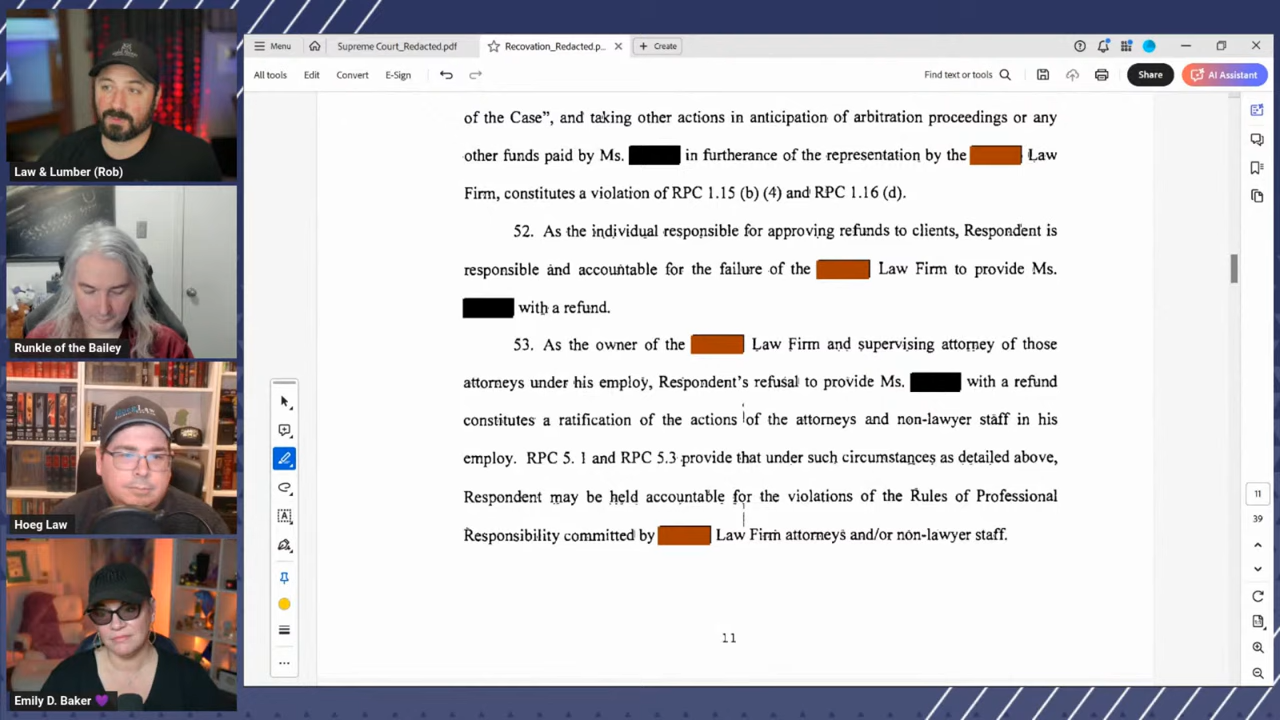 Law & Lumber (Rob)
Runkle of the Bailey
Hoeg Law
Emily D. Baker 💜
Menu
Supreme Court_Redacted.pdf
Recovation_Redacted.p...
Create
All tools
Edit
Convert
E-Sign
Find text or tools
Share
AI Assistant
of the Case", and taking other actions in anticipation of arbitration proceedings or any
other funds paid by Ms. in furtherance of the representation by the Law
Firm, constitutes a violation of RPC 1.15 (b) (4) and RPC 1.16 (d).
52. As the individual responsible for approving refunds to clients, Respondent is
responsible and accountable for the failure of the Law Firm to provide Ms.
with a refund.
53. As the owner of the Law Firm and supervising attorney of those
attorneys under his employ, Respondent's refusal to provide Ms. with a refund
constitutes a ratification of the actions of the attorneys and non-lawyer staff in his
employ. RPC 5. 1 and RPC 5.3 provide that under such circumstances as detailed above,
Respondent may be held accountable for the violations of the Rules of Professional
Responsibility committed by Law Firm attorneys and/or non-lawyer staff.
11
11
39